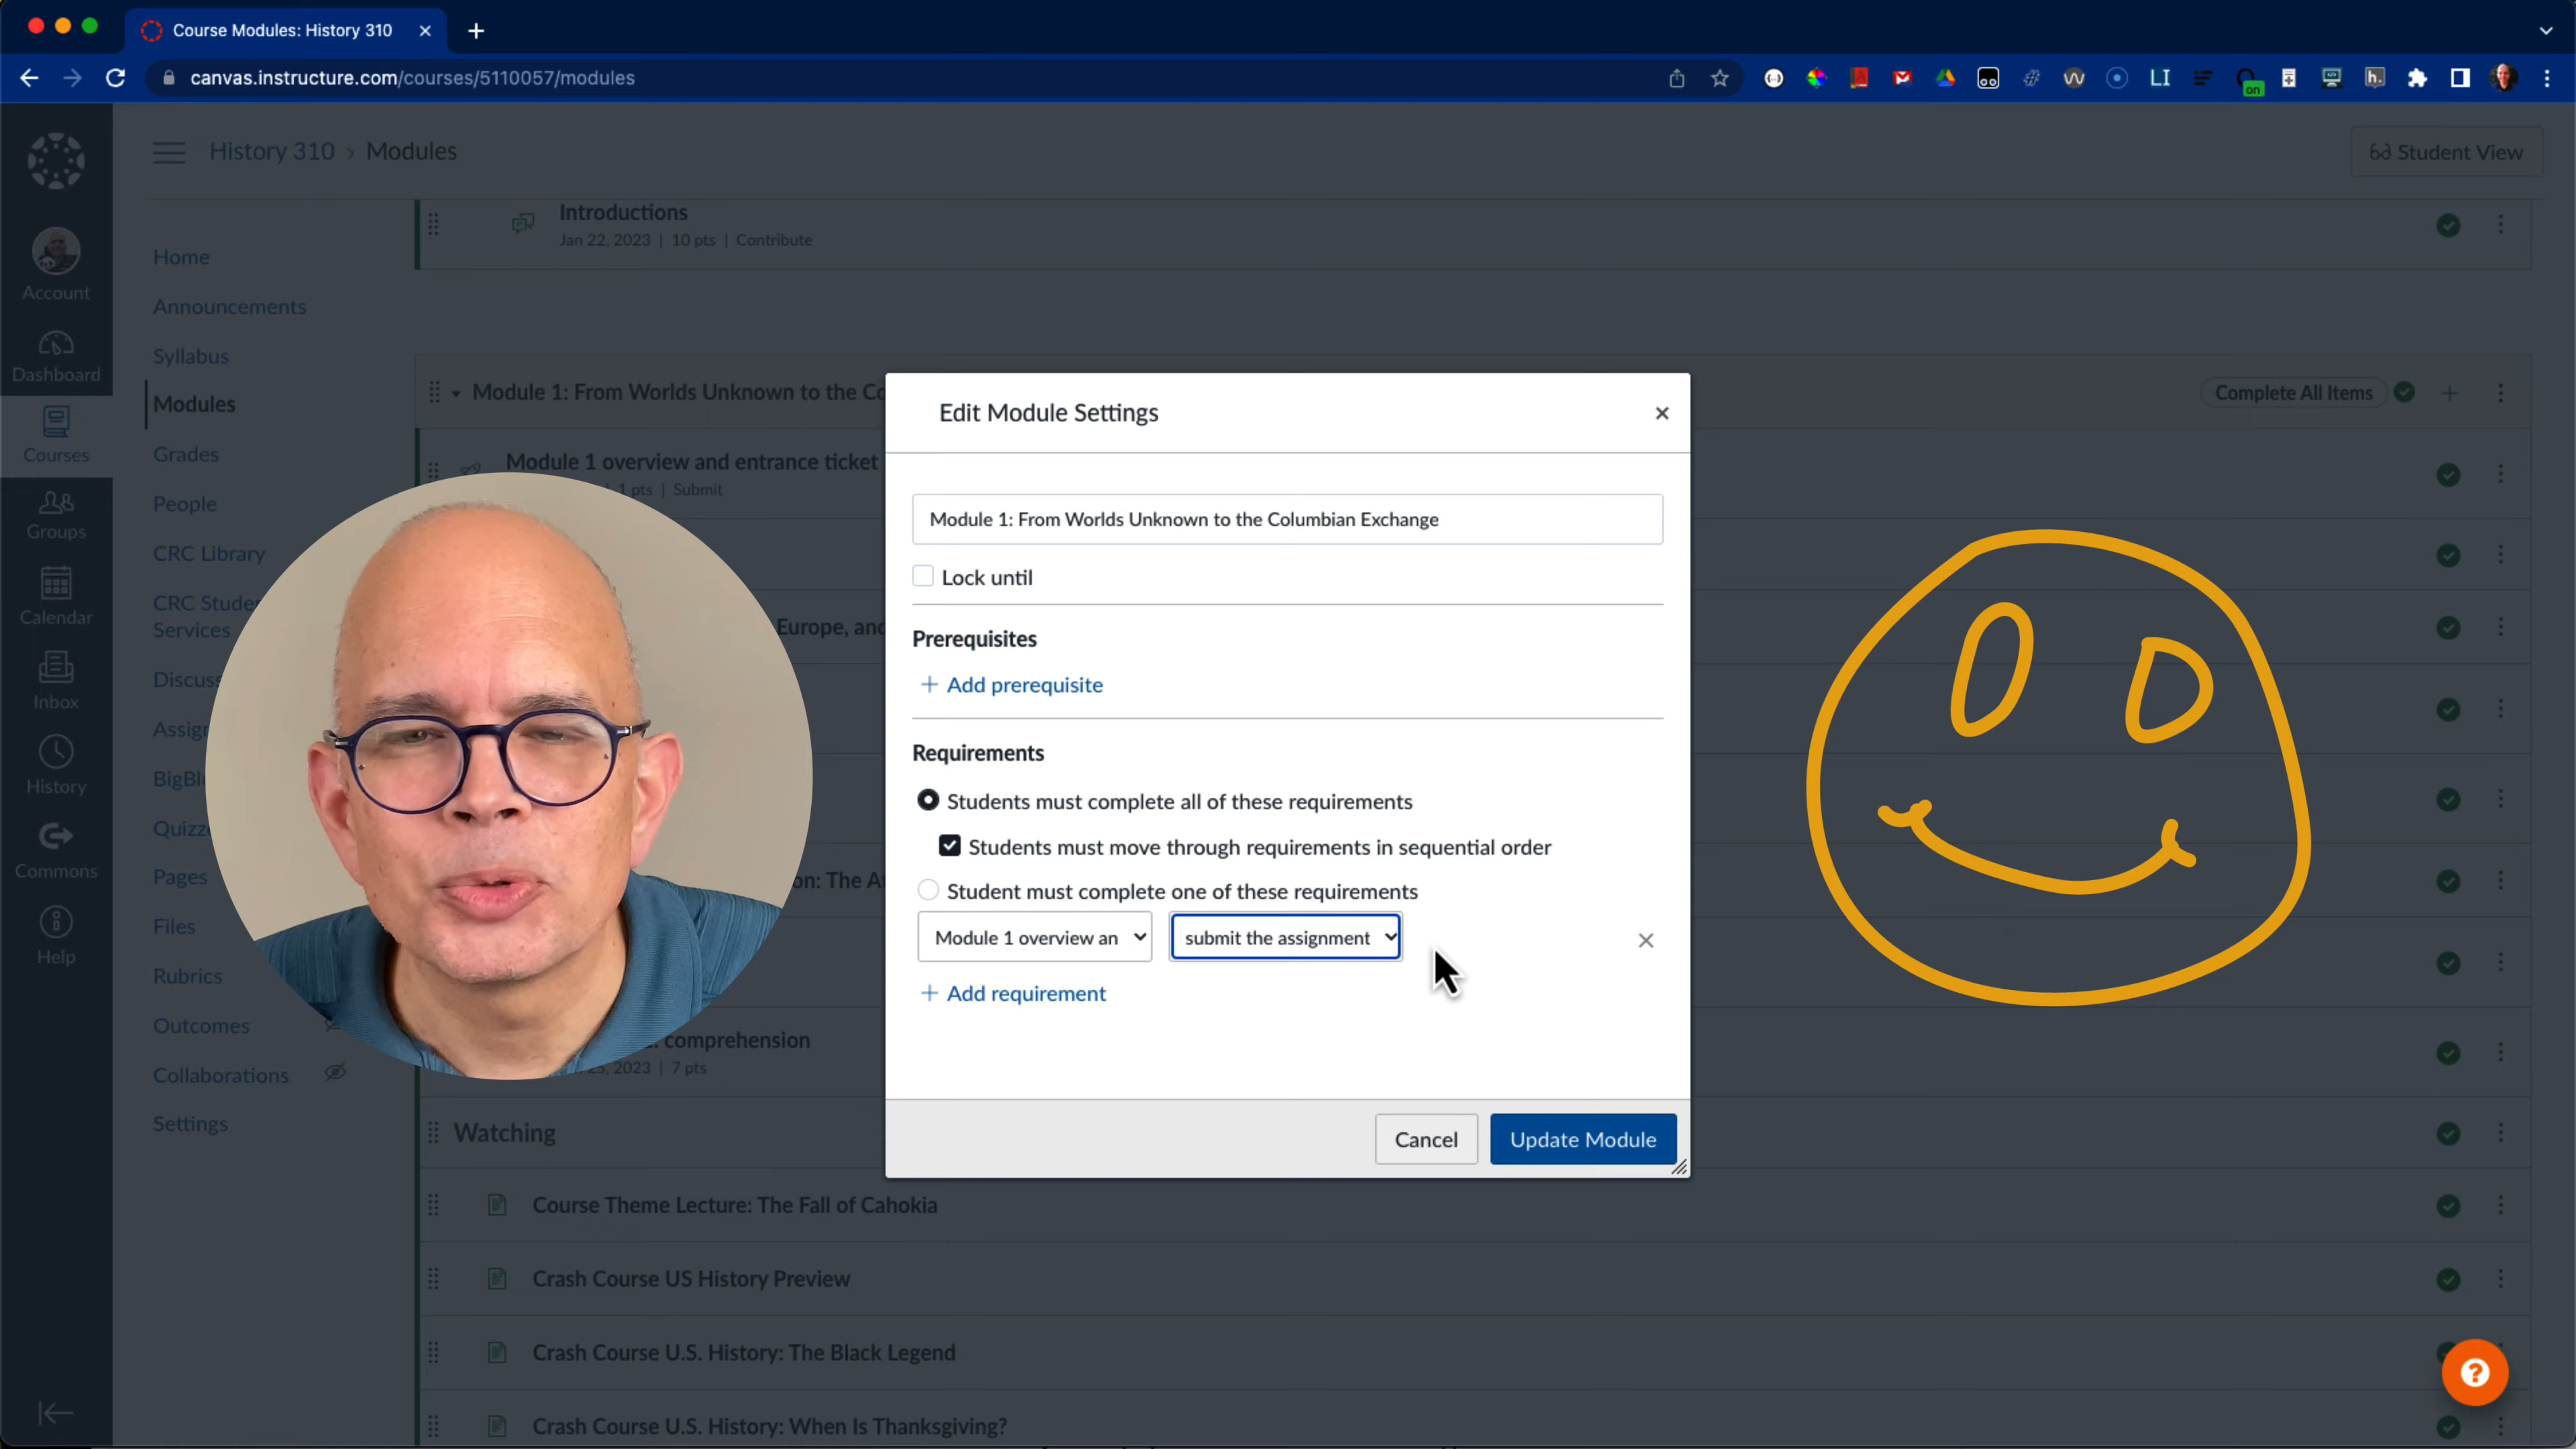 Course Modules: History 310
canvas.instructure.com/courses/5110057/modules
LI
on
h.
History 310 › Modules
Student View
Account
Dashboard
Courses
Groups
Calendar
Inbox
History
Commons
Help
Home
Announcements
Syllabus
Modules
Grades
People
CRC Library
CRC Stude
Services
Discus
Assig
BigBl
Quizz
Pages
Files
Rubrics
Outcomes
Collaborations
Settings
Introductions
Jan 22, 2023 | 10 pts | Contribute
Module 1: From Worlds Unknown to the Co
Complete All Items
Module 1 overview and entrance ticket
1 pts | Submit
Europe, and
on: The A
comprehension
2023 | 7 pts
Watching
Course Theme Lecture: The Fall of Cahokia
Crash Course US History Preview
Crash Course U.S. History: The Black Legend
Crash Course U.S. History: When Is Thanksgiving?
Edit Module Settings
Module 1: From Worlds Unknown to the Columbian Exchange
Lock until
Prerequisites
+ Add prerequisite
Requirements
Students must complete all of these requirements
Students must move through requirements in sequential order
Student must complete one of these requirements
Module 1 overview an
submit the assignment
+ Add requirement
Cancel
Update Module